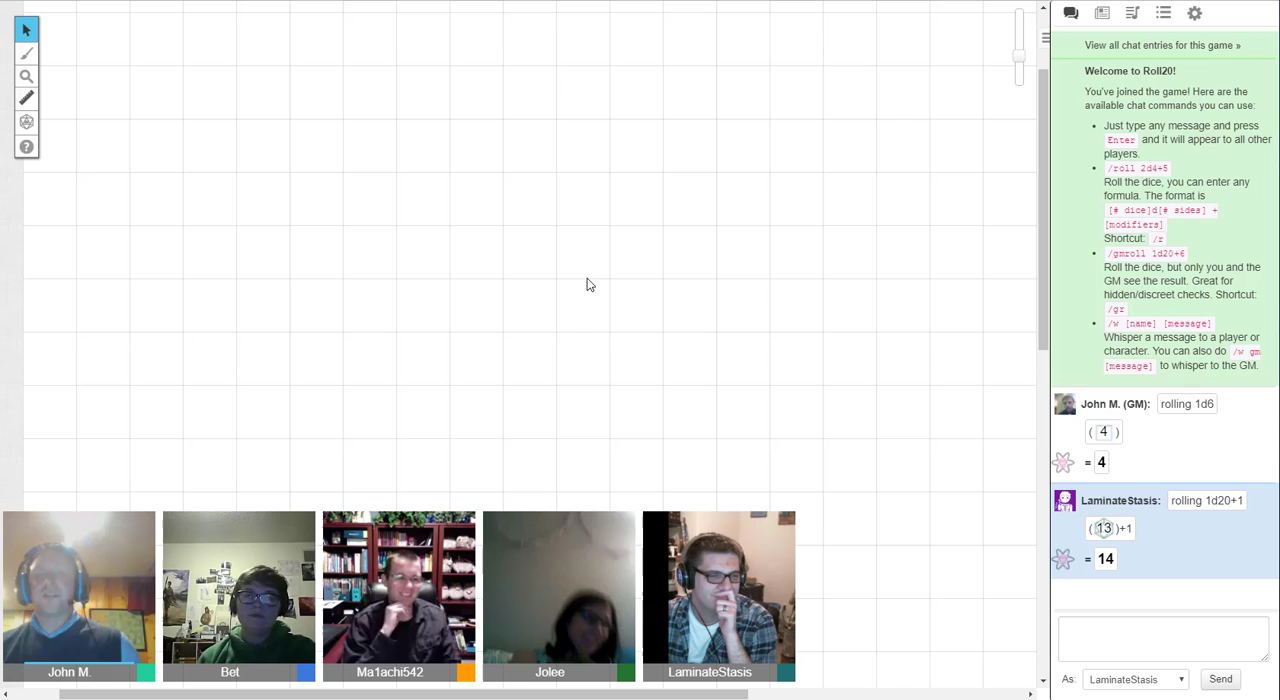 View all chat entries for this game »
Welcome to Roll20!
You've joined the game! Here are the
available chat commands you can use:
Just type any message and press
Enter and it will appear to all other
players.
/roll 2d4+5
Roll the dice, you can enter any
formula. The format is
[# dice]d[# sides] +
[modifiers]
Shortcut: /r
/gmroll 1d20+6
Roll the dice, but only you and the
GM see the result. Great for
hidden/discreet checks. Shortcut:
/gr
/w [name] [message]
Whisper a message to a player or
character. You can also do /w gm
[message] to whisper to the GM.
John M. (GM): rolling 1d6
( 4 )
= 4
LaminateStasis: rolling 1d20+1
( 13 )+1
= 14
As: LaminateStasis Send
John M. Bet Ma1achi542 Jolee LaminateStasis